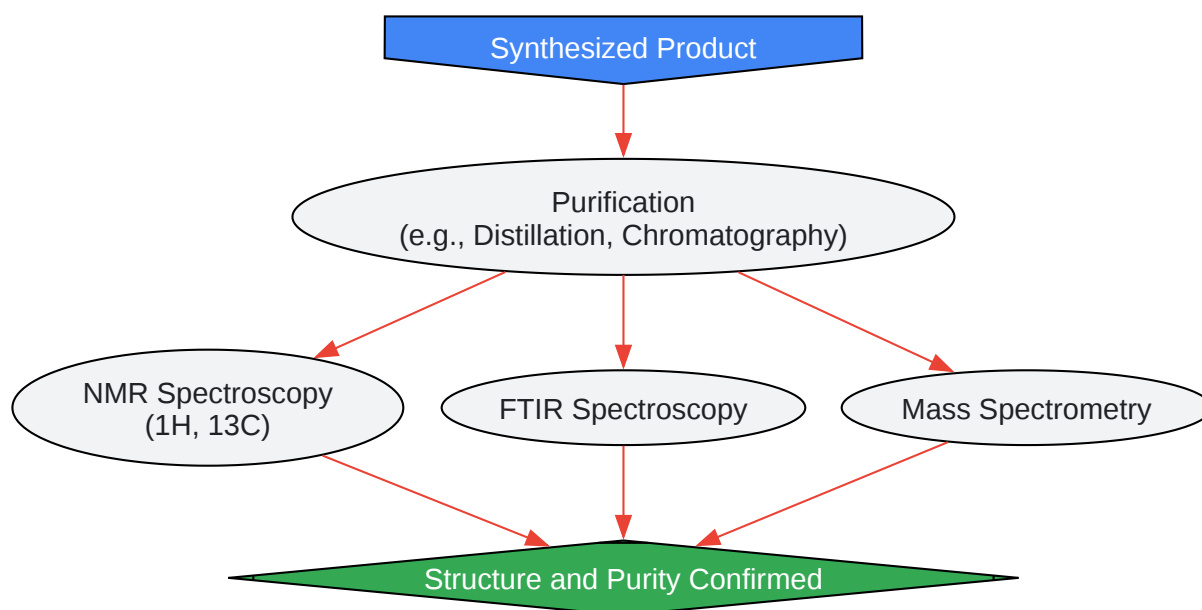 Synthesized Product
Purification
(e.g., Distillation, Chromatography)
NMR Spectroscopy
(1H, 13C)
FTIR Spectroscopy
Mass Spectrometry
Structure and Purity Confirmed